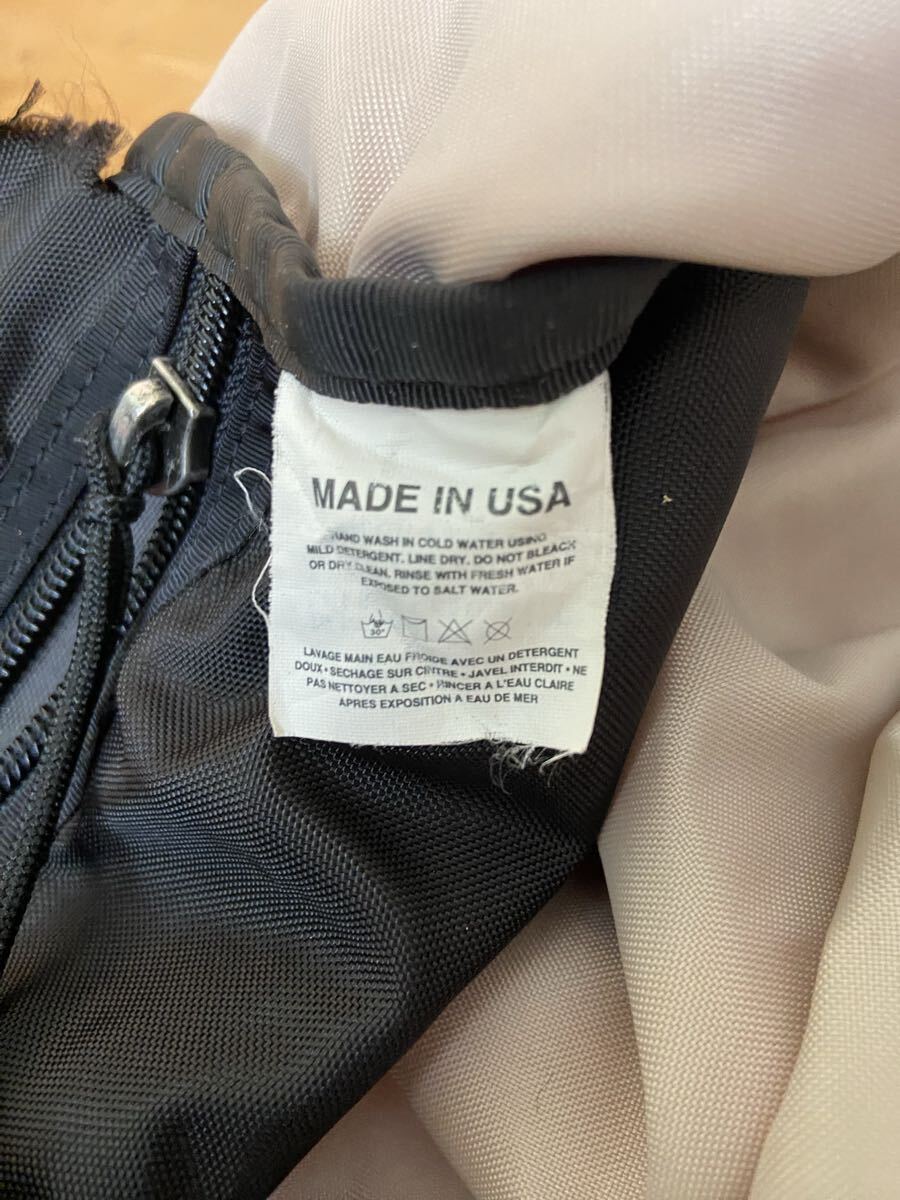 MADE IN USA
HAND WASH IN COLD WATER USING
MILD DETERGENT. LINE DRY. DO NOT BLEACH
OR DRY CLEAN. RINSE WITH FRESH WATER IF
EXPOSED TO SALT WATER.
30°
LAVAGE MAIN EAU FROIDE AVEC UN DETERGENT
DOUX • SECHAGE SUR CINTRE • JAVEL INTERDIT • NE
PAS NETTOYER A SEC • RINCER A L'EAU CLAIRE
APRES EXPOSITION A EAU DE MER